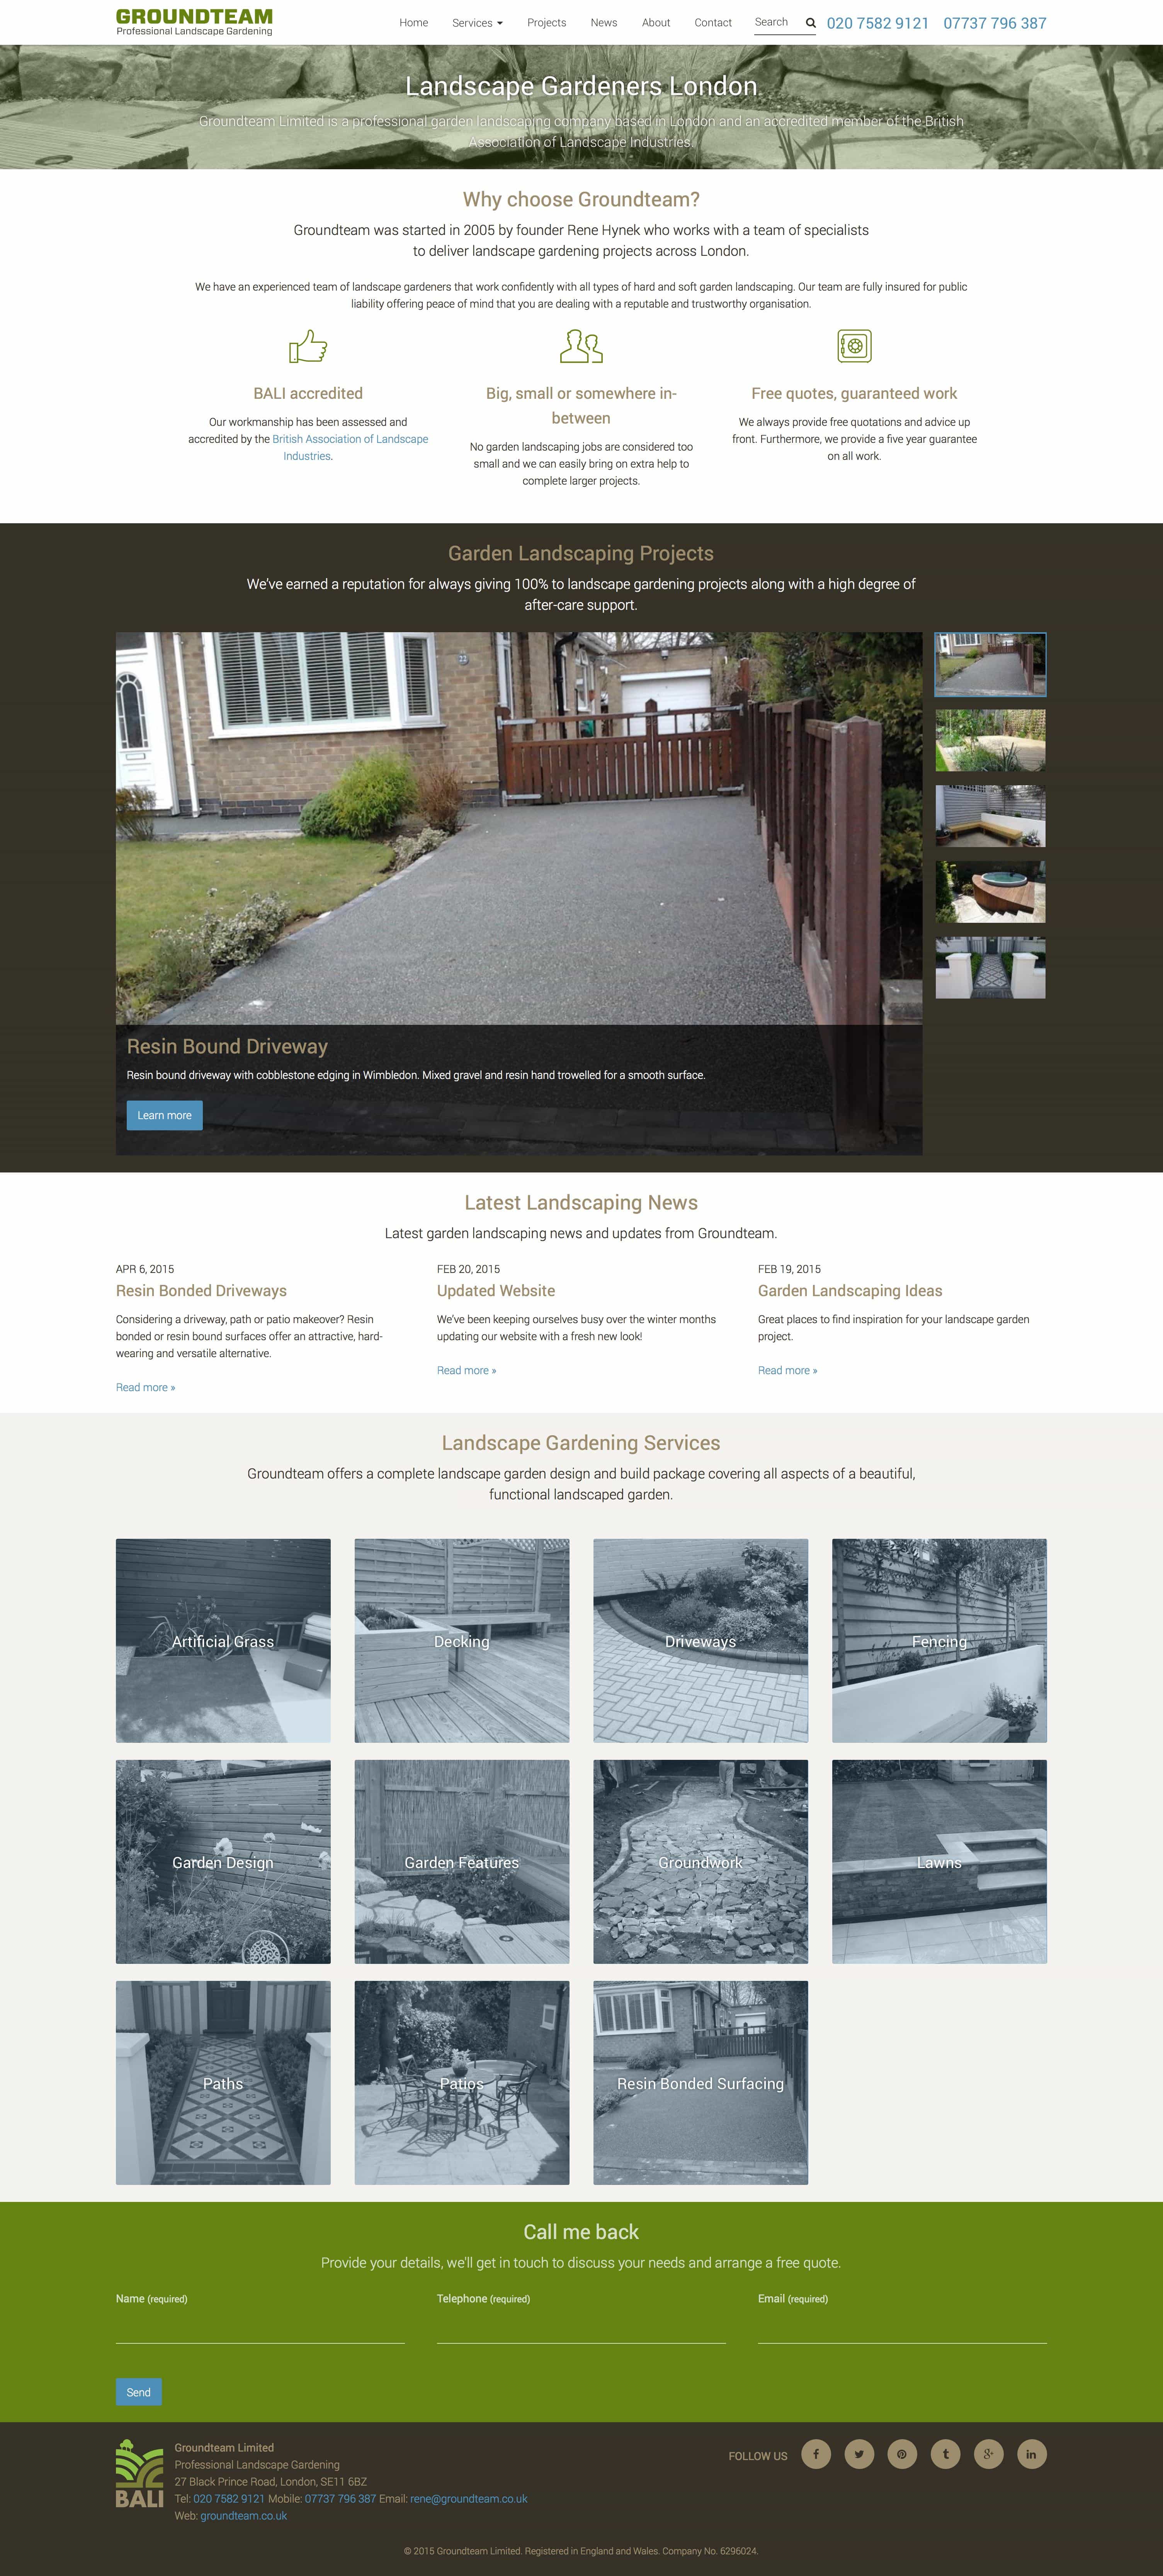 GROUNDTEAM
Professional Landscape Gardening
Home Services Projects News About Contact Search 020 7582 9121 07737 796 387
Landscape Gardeners London
Groundteam Limited is a professional garden landscaping company based in London and an accredited member of the British
Association of Landscape Industries.
Why choose Groundteam?
Groundteam was started in 2005 by founder Rene Hynek who works with a team of specialists
to deliver landscape gardening projects across London.
We have an experienced team of landscape gardeners that work confidently with all types of hard and soft garden landscaping. Our team are fully insured for public
liability offering peace of mind that you are dealing with a reputable and trustworthy organisation.
BALI accredited
Our workmanship has been assessed and
accredited by the British Association of Landscape
Industries.
Big, small or somewhere in-
between
No garden landscaping jobs are considered too
small and we can easily bring on extra help to
complete larger projects.
Free quotes, guaranteed work
We always provide free quotations and advice up
front. Furthermore, we provide a five year guarantee
on all work.
Garden Landscaping Projects
We've earned a reputation for always giving 100% to landscape gardening projects along with a high degree of
after-care support.
Resin Bound Driveway
Resin bound driveway with cobblestone edging in Wimbledon. Mixed gravel and resin hand trowelled for a smooth surface.
Learn more
Latest Landscaping News
Latest garden landscaping news and updates from Groundteam.
APR 6, 2015
Resin Bonded Driveways
Considering a driveway, path or patio makeover? Resin
bonded or resin bound surfaces offer an attractive, hard-
wearing and versatile alternative.
Read more »
FEB 20, 2015
Updated Website
We've been keeping ourselves busy over the winter months
updating our website with a fresh new look!
Read more »
FEB 19, 2015
Garden Landscaping Ideas
Great places to find inspiration for your landscape garden
project.
Read more »
Landscape Gardening Services
Groundteam offers a complete landscape garden design and build package covering all aspects of a beautiful,
functional landscaped garden.
Artificial Grass
Decking
Driveways
Fencing
Garden Design
Garden Features
Groundwork
Lawns
Paths
Patios
Resin Bonded Surfacing
Call me back
Provide your details, we'll get in touch to discuss your needs and arrange a free quote.
Name (required)
Telephone (required)
Email (required)
Send
BALI
Groundteam Limited
Professional Landscape Gardening
27 Black Prince Road, London, SE11 6BZ
Tel: 020 7582 9121 Mobile: 07737 796 387 Email: rene@groundteam.co.uk
Web: groundteam.co.uk
FOLLOW US
© 2015 Groundteam Limited. Registered in England and Wales. Company No. 6296024.